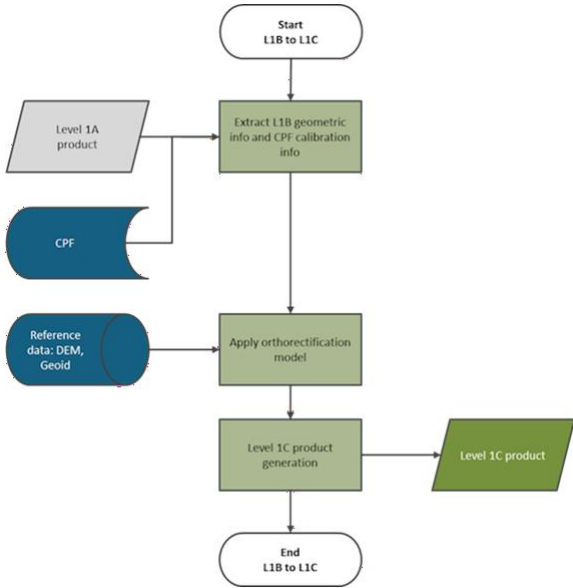 Start
L1B to L1C
Level 1A
product
Extract L1B geometric
info and CPF calibration
info
CPF
Reference
data: DEM,
Geoid
Apply orthorectification
model
Level 1C product
generation
Level 1C product
End
L1B to L1C